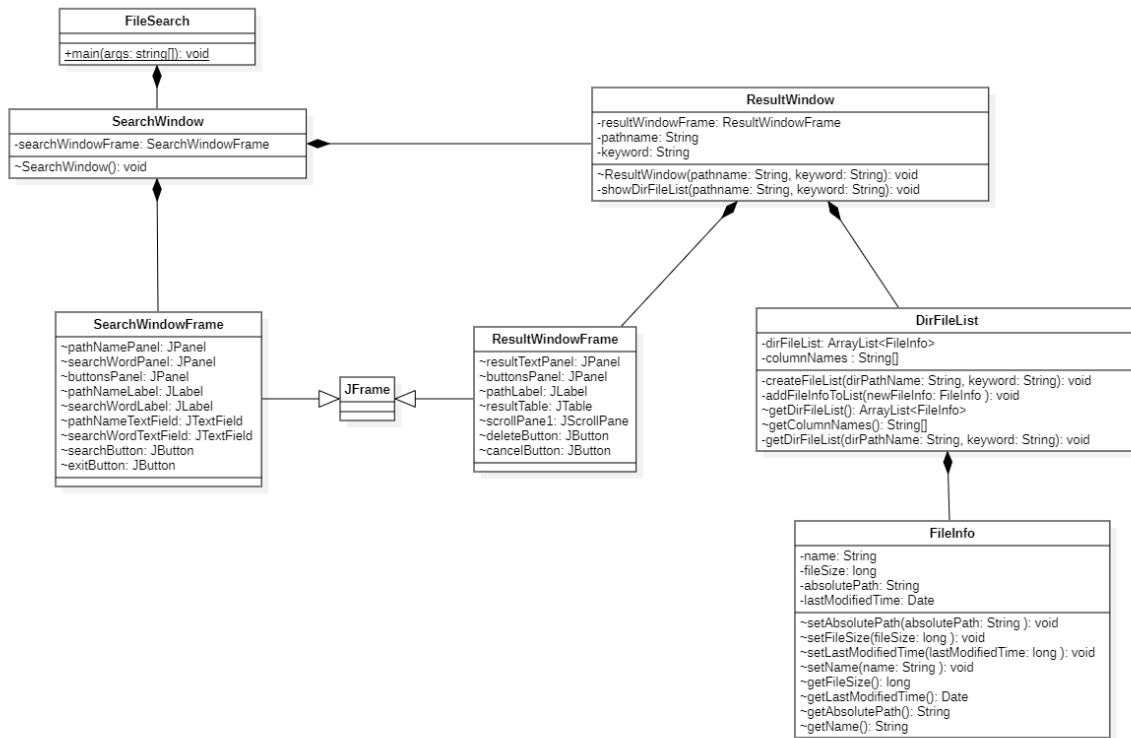 FileSearch
+main(args: string[]): void
SearchWindow
-searchWindowFrame: SearchWindowFrame
~SearchWindow(): void
ResultWindow
-resultWindowFrame: ResultWindowFrame
-pathname: String
-keyword: String
~ResultWindow(pathname: String, keyword: String): void
-showDirFileList(pathname: String, keyword: String): void
SearchWindowFrame
~pathNamePanel: JPanel
~searchWordPanel: JPanel
~buttonsPanel: JPanel
~pathNameLabel: JLabel
~searchWordLabel: JLabel
~pathNameTextField: JTextField
~searchWordTextField: JTextField
~searchButton: JButton
~exitButton: JButton
JFrame
ResultWindowFrame
~resultTextPanel: JPanel
~buttonsPanel: JPanel
~pathLabel: JLabel
~resultTable: JTable
~scrollPane1: JScrollPane
~deleteButton: JButton
~cancelButton: JButton
DirFileList
-dirFileList: ArrayList<FileInfo>
-columnNames : String[]
-createFileList(dirPathName: String, keyword: String): void
-addFileInfoToList(newFileInfo: FileInfo ): void
~getDirFileList(): ArrayList<FileInfo>
~getColumnNames(): String[]
-getDirFileList(dirPathName: String, keyword: String): void
FileInfo
-name: String
-fileSize: long
-absolutePath: String
-lastModifiedTime: Date
~setAbsolutePath(absolutePath: String ): void
~setFileSize(fileSize: long ): void
~setLastModifiedTime(lastModifiedTime: long ): void
~setName(name: String ): void
~getFileSize(): long
~getLastModifiedTime(): Date
~getAbsolutePath(): String
~getName(): String